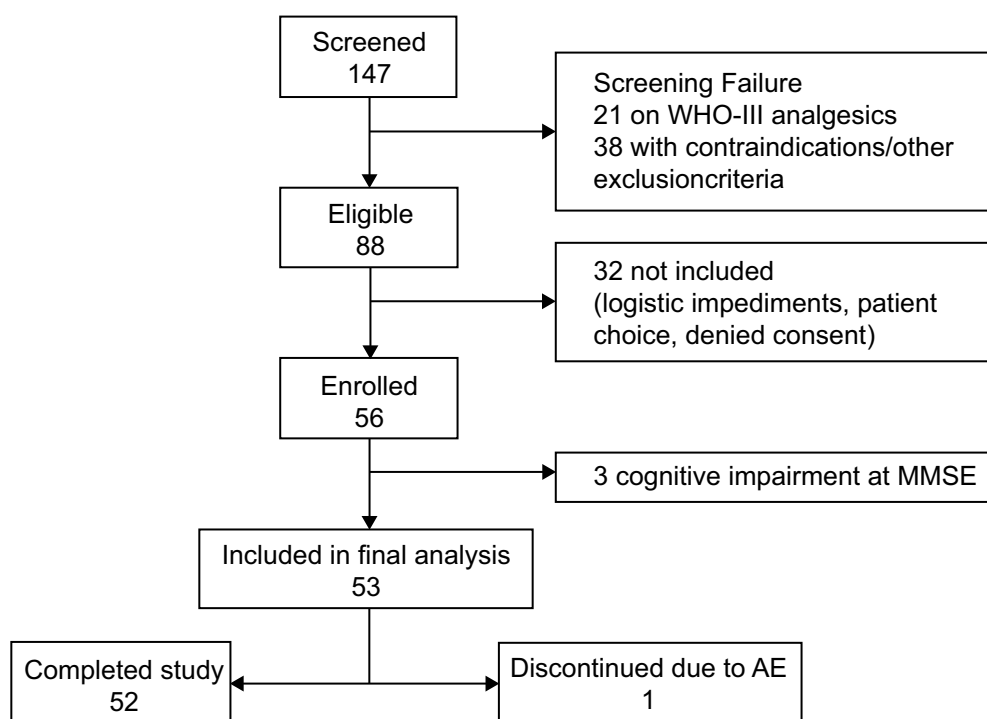 Screened
147
Screening Failure
21 on WHO-III analgesics
38 with contraindications/other
exclusioncriteria
Eligible
88
32 not included
(logistic impediments, patient
choice, denied consent)
Enrolled
56
3 cognitive impairment at MMSE
Included in final analysis
53
Completed study
52
Discontinued due to AE
1